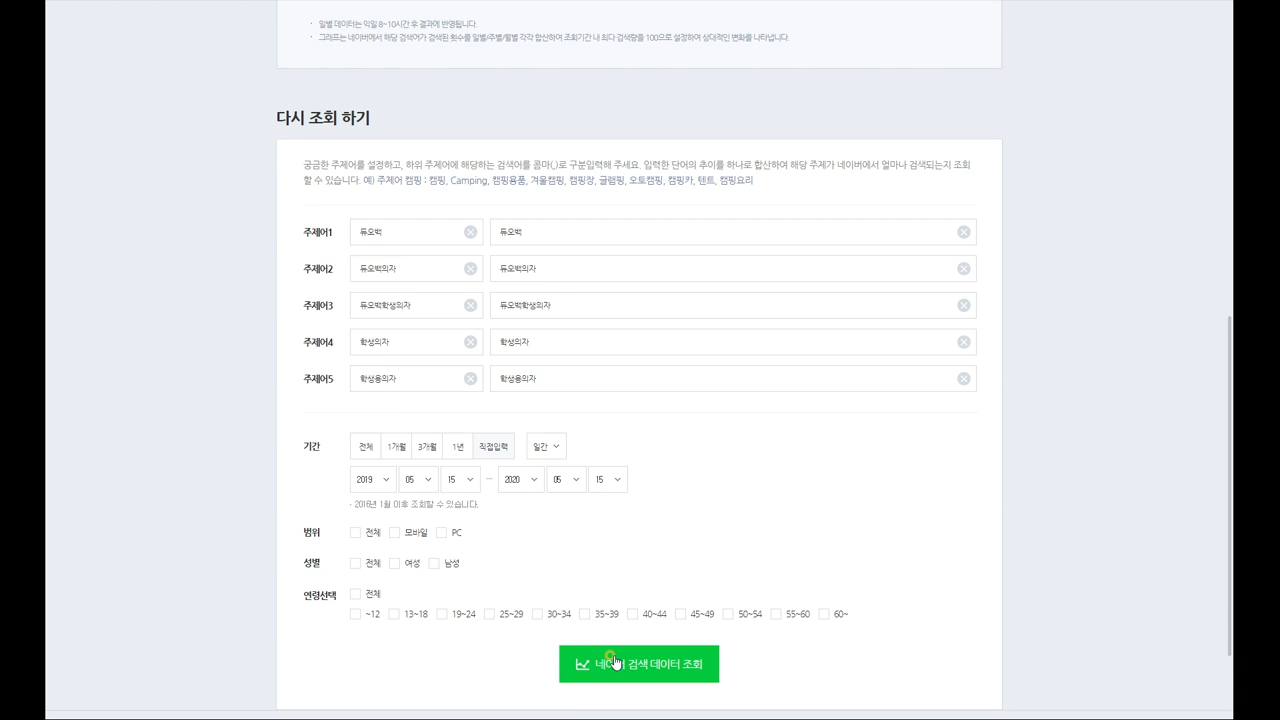 · 일별 데이터는 익일 8~10시간 후 결과에 반영됩니다.
· 그래프는 네이버에서 해당 검색어가 검색된 횟수를 일별/주별/월별 각각 합산하여 조회기간 내 최다 검색량을 100으로 설정하여 상대적인 변화를 나타냅니다.
다시 조회 하기
궁금한 주제어를 설정하고, 하위 주제어에 해당하는 검색어를 콤마(,)로 구분입력해 주세요. 입력한 단어의 추이를 하나로 합산하여 해당 주제가 네이버에서 얼마나 검색되는지 조회
할 수 있습니다. 예) 주제어 캠핑 : 캠핑, Camping, 캠핑용품, 겨울캠핑, 캠핑장, 글램핑, 오토캠핑, 캠핑카, 텐트, 캠핑요리
주제어1 듀오백 듀오백
주제어2 듀오백의자 듀오백의자
주제어3 듀오백학생의자 듀오백학생의자
주제어4 학생의자 학생의자
주제어5 학생용의자 학생용의자
기간 전체 1개월 3개월 1년 직접입력 일간
2019 05 15 - 2020 05 15
· 2016년 1월 이후 조회할 수 있습니다.
범위 전체 모바일 PC
성별 전체 여성 남성
연령선택 전체
~12 13~18 19~24 25~29 30~34 35~39 40~44 45~49 50~54 55~60 60~
검색 데이터 조회